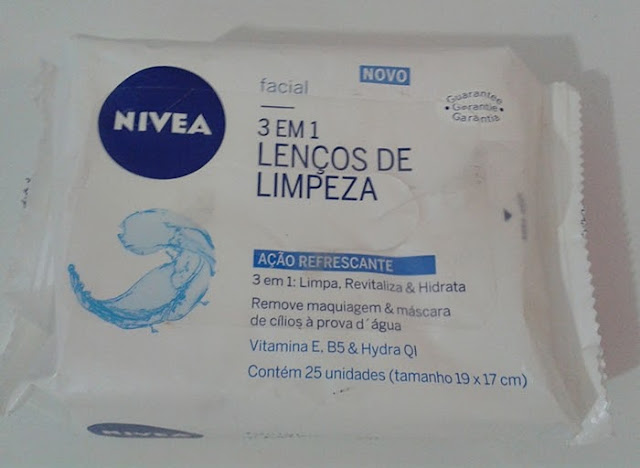 NIVEA
facial
NOVO
Guarantee
Garantie
Garantia
3 EM 1
LENÇOS DE
LIMPEZA
AÇÃO REFRESCANTE
3 em 1: Limpa, Revitaliza & Hidrata
Remove maquiagem & máscara
de cílios à prova d´água
Vitamina E, B5 & Hydra QI
Contém 25 unidades (tamanho 19 x 17 cm)
NIVEA